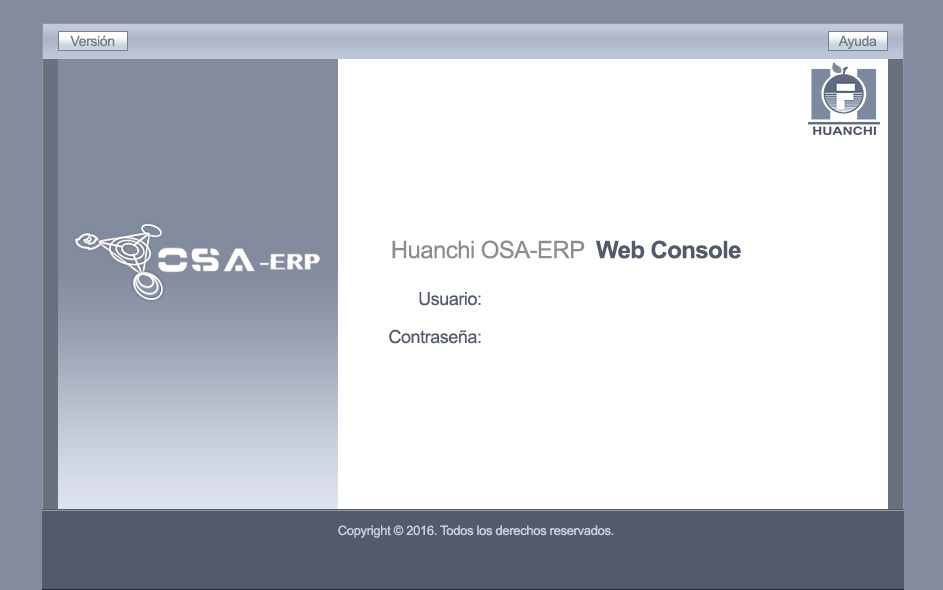 Versión
Ayuda
HUANCHI
OSA-ERP
Huanchi OSA-ERP Web Console
Usuario:
Contraseña:
Copyright © 2016. Todos los derechos reservados.